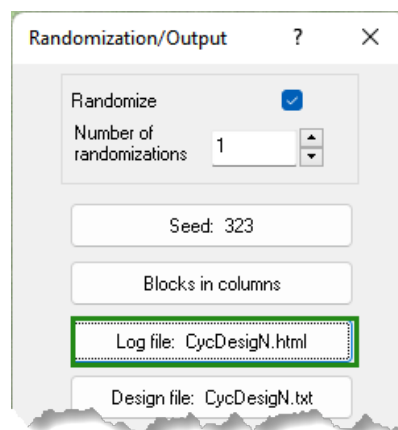 Randomization/Output ?
Randomize
Number of
randomizations 1
Seed: 323
Blocks in columns
Log file: CycDesigN.html
Design file: CycDesigN.txt